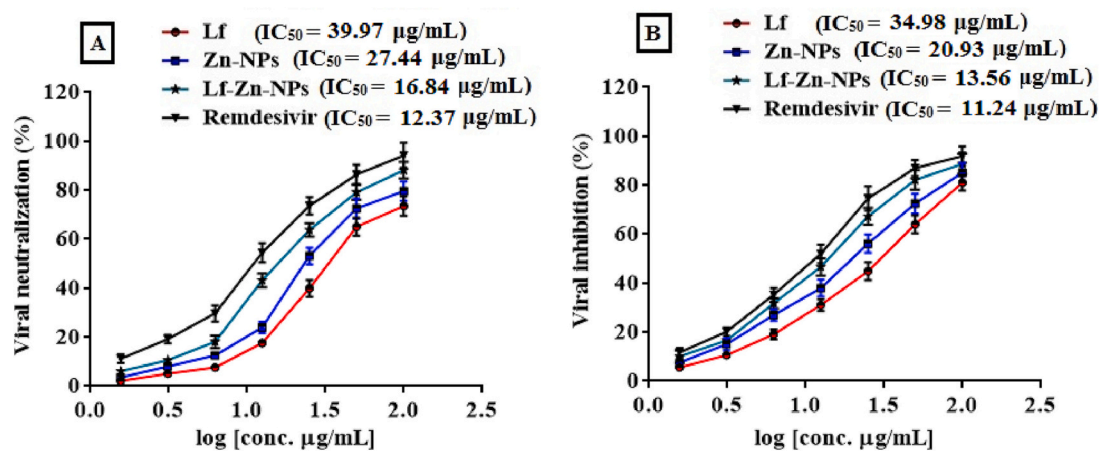 A
Lf (IC50 = 39.97 µg/mL)
Zn-NPs (IC50 = 27.44 µg/mL)
Lf-Zn-NPs (IC50 = 16.84 µg/mL)
Remdesivir (IC50 = 12.37 µg/mL)
Viral neutralization (%)
120
100
80
60
40
20
0
0.0 0.5 1.0 1.5 2.0 2.5
log [conc. µg/mL]
B
Lf (IC50 = 34.98 µg/mL)
Zn-NPs (IC50 = 20.93 µg/mL)
Lf-Zn-NPs (IC50 = 13.56 µg/mL)
Remdesivir (IC50 = 11.24 µg/mL)
Viral inhibition (%)
120
100
80
60
40
20
0
0.0 0.5 1.0 1.5 2.0 2.5
log [conc. µg/mL]